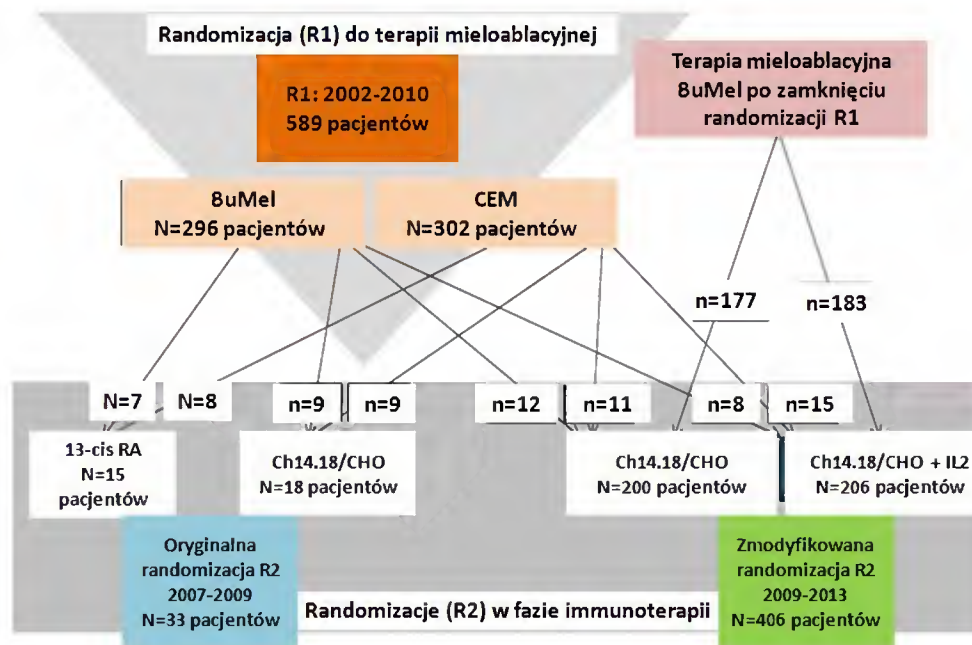 Randomizacja (R1) do terapii mieloablacyjnej
R1: 2002-2010
589 pacjentów
Terapia mieloablacyjna
8uMel po zamknięciu
randomizacji R1
8uMel
N=296 pacjentów
CEM
N=302 pacjentów
n=177
n=183
N=7
N=8
n=9
n=9
n=12
n=11
n=8
n=15
13-cis RA
N=15
pacjentów
Ch14.18/CHO
N=18 pacjentów
Ch14.18/CHO
N=200 pacjentów
Ch14.18/CHO + IL2
N=206 pacjentów
Oryginalna
randomizacja R2
2007-2009
N=33 pacjentów
Zmodyfikowana
randomizacja R2
2009-2013
N=406 pacjentów
Randomizacje (R2) w fazie immunoterapii